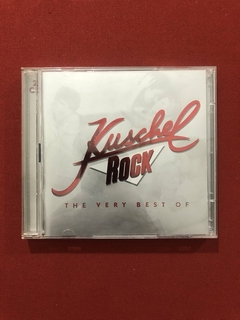 Kuschel
ROCK
THE VERY BEST OF